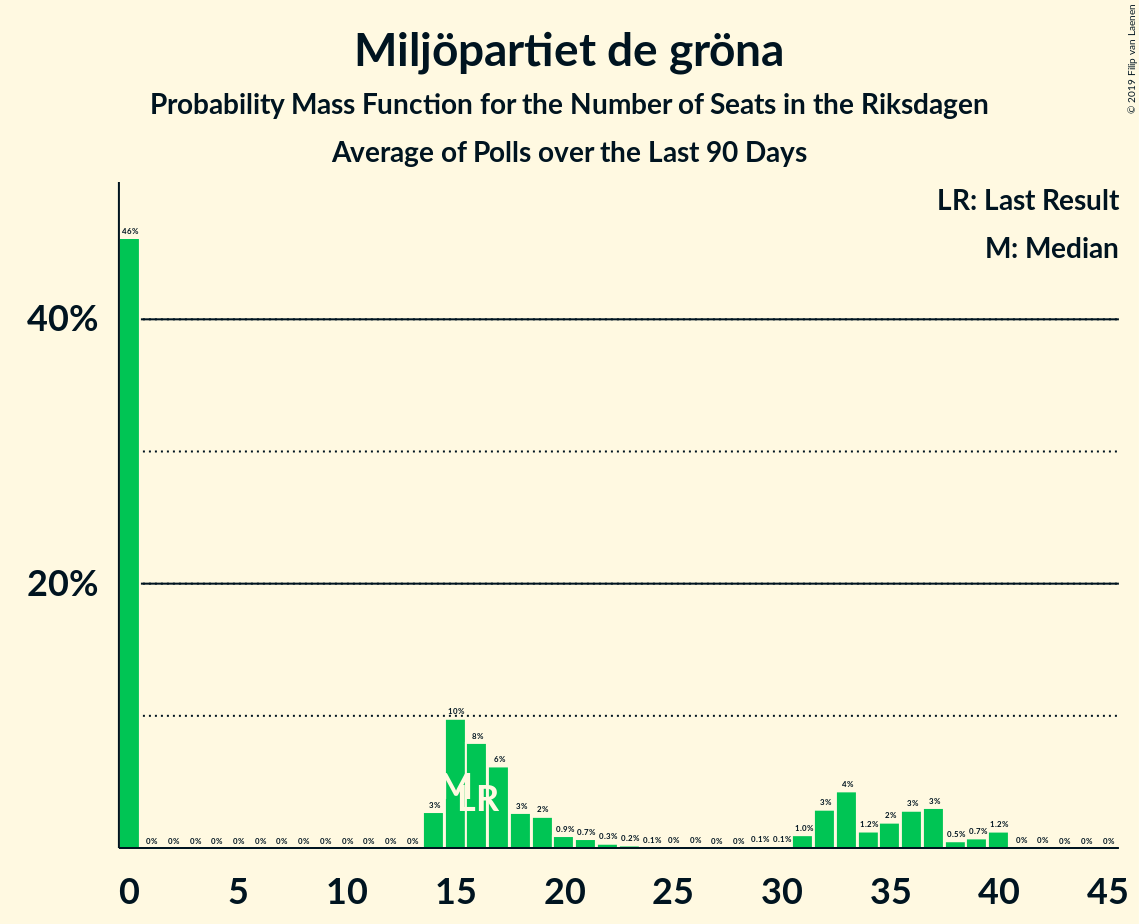 Miljöpartiet de gröna
Probability Mass Function for the Number of Seats in the Riksdagen
Average of Polls over the Last 90 Days
© 2019 Filip van Laenen
LR: Last Result
M: Median
40%
20%
46% 0% 0% 0% 0% 0% 0% 0% 0% 0% 0% 0% 0% 0% 3% 10% 8% 6% 3% 2% 0.9% 0.7% 0.3% 0.2% 0.1% 0% 0% 0% 0% 0.1% 0.1% 1.0% 3% 4% 1.2% 2% 3% 3% 0.5% 0.7% 1.2% 0% 0% 0% 0% 0%
M
LR
0 5 10 15 20 25 30 35 40 45